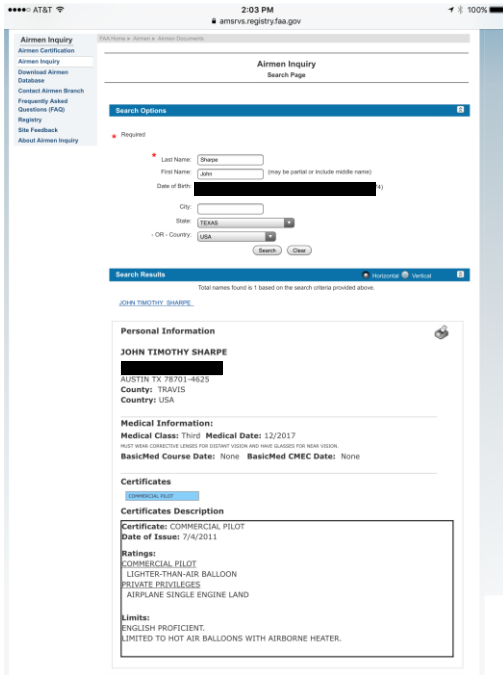 AT&T 2:03 PM 100%
amsrvs.registry.faa.gov
Airmen Inquiry
Airmen Certification
Airmen Inquiry
Download Airmen
Database
Contact Airmen Branch
Frequently Asked
Questions (FAQ)
Registry
Site Feedback
About Airmen Inquiry
FAA Home » Airmen » Airmen Documents
Airmen Inquiry
Search Page
Search Options
* Required
* Last Name: Sharpe
First Name: John (may be partial or include middle name)
Date of Birth: N)
City:
State: TEXAS
- OR - Country: USA
Search Clear
Search Results Horizontal Vertical
Total names found is 1 based on the search criteria provided above.
JOHN TIMOTHY SHARPE
Personal Information
JOHN TIMOTHY SHARPE
AUSTIN TX 78701-4625
County: TRAVIS
Country: USA
Medical Information:
Medical Class: Third Medical Date: 12/2017
MUST WEAR CORRECTIVE LENSES FOR DISTANT VISION AND HAVE GLASSES FOR NEAR VISION.
BasicMed Course Date: None BasicMed CMEC Date: None
Certificates
COMMERCIAL PILOT
Certificates Description
Certificate: COMMERCIAL PILOT
Date of Issue: 7/4/2011
Ratings:
COMMERCIAL PILOT
LIGHTER-THAN-AIR BALLOON
PRIVATE PRIVILEGES
AIRPLANE SINGLE ENGINE LAND
Limits:
ENGLISH PROFICIENT.
LIMITED TO HOT AIR BALLOONS WITH AIRBORNE HEATER.